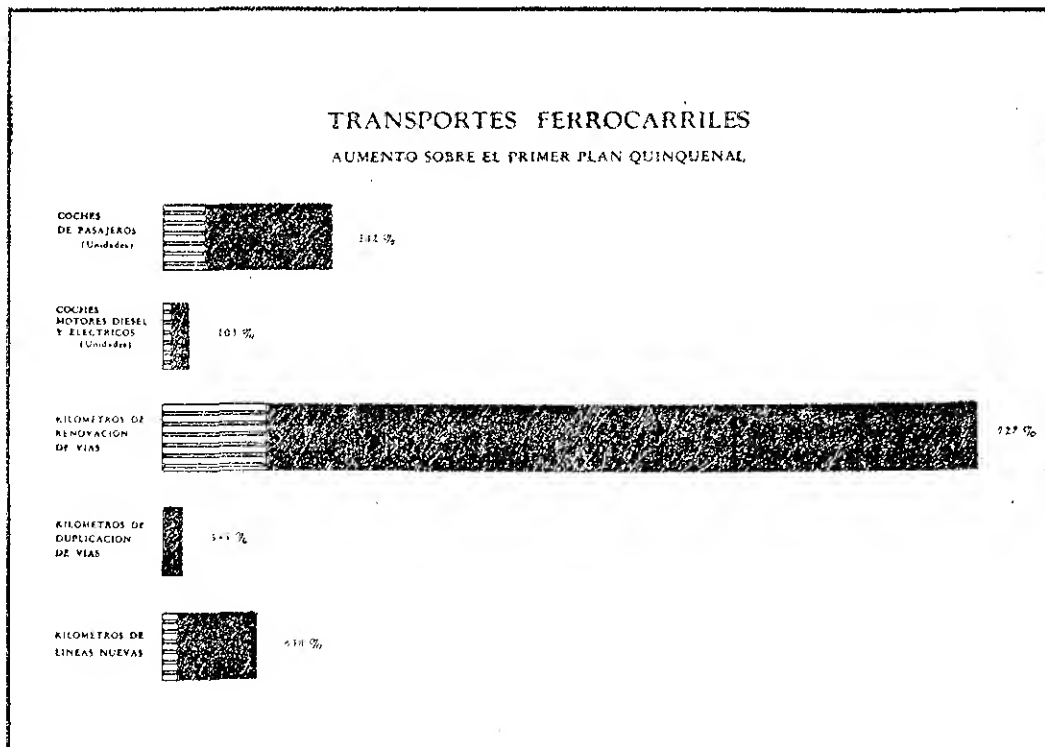 TRANSPORTES FERROCARRILES
AUMENTO SOBRE EL PRIMER PLAN QUINQUENAL
COCHES
DE PASAJEROS
(Unidades)
COCHES
MOTORES DIESEL
Y ELECTRICOS
(Unidades)
103 %
KILOMETROS DE
RENOVACION
DE VIAS
KILOMETROS DE
DUPLICACION
DE VIAS
KILOMETROS DE
LINEAS NUEVAS